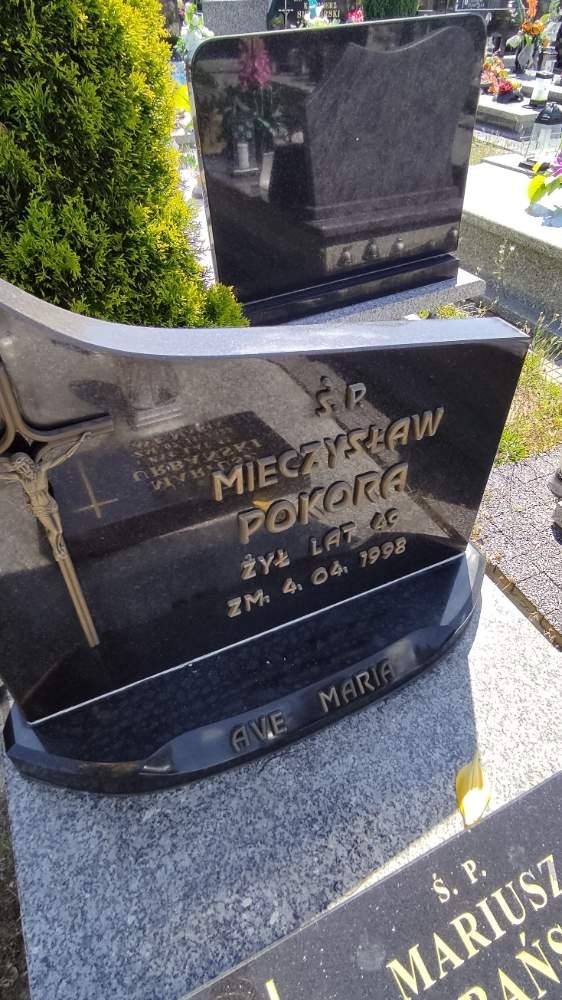 Ś. P.
MIECZYSŁAW
POKORA
ŻYŁ LAT 49
ZM. 4. 04. 1998
AVE MARIA
Ś. P.
MARIUSZ